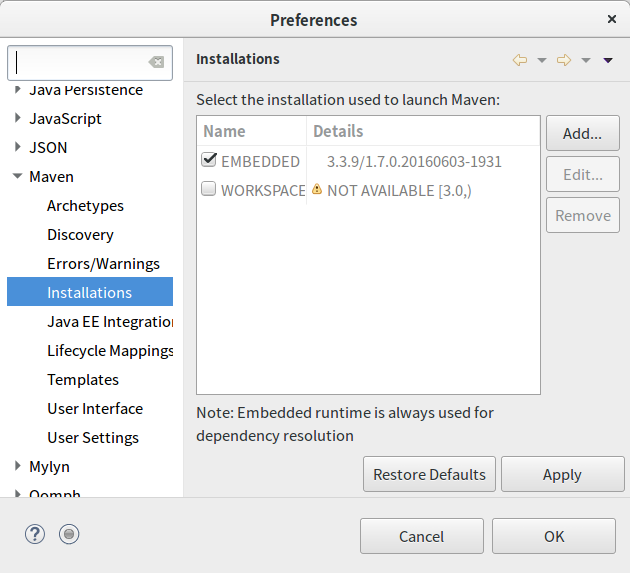 Preferences
Installations
Java Persistence
JavaScript
JSON
Maven
Archetypes
Discovery
Errors/Warnings
Installations
Java EE Integration
Lifecycle Mappings
Templates
User Interface
User Settings
Mylyn
Oomph
Select the installation used to launch Maven:
Name Details
EMBEDDED 3.3.9/1.7.0.20160603-1931
WORKSPACE NOT AVAILABLE [3.0,)
Add...
Edit...
Remove
Note: Embedded runtime is always used for
dependency resolution
Restore Defaults Apply
? Cancel OK